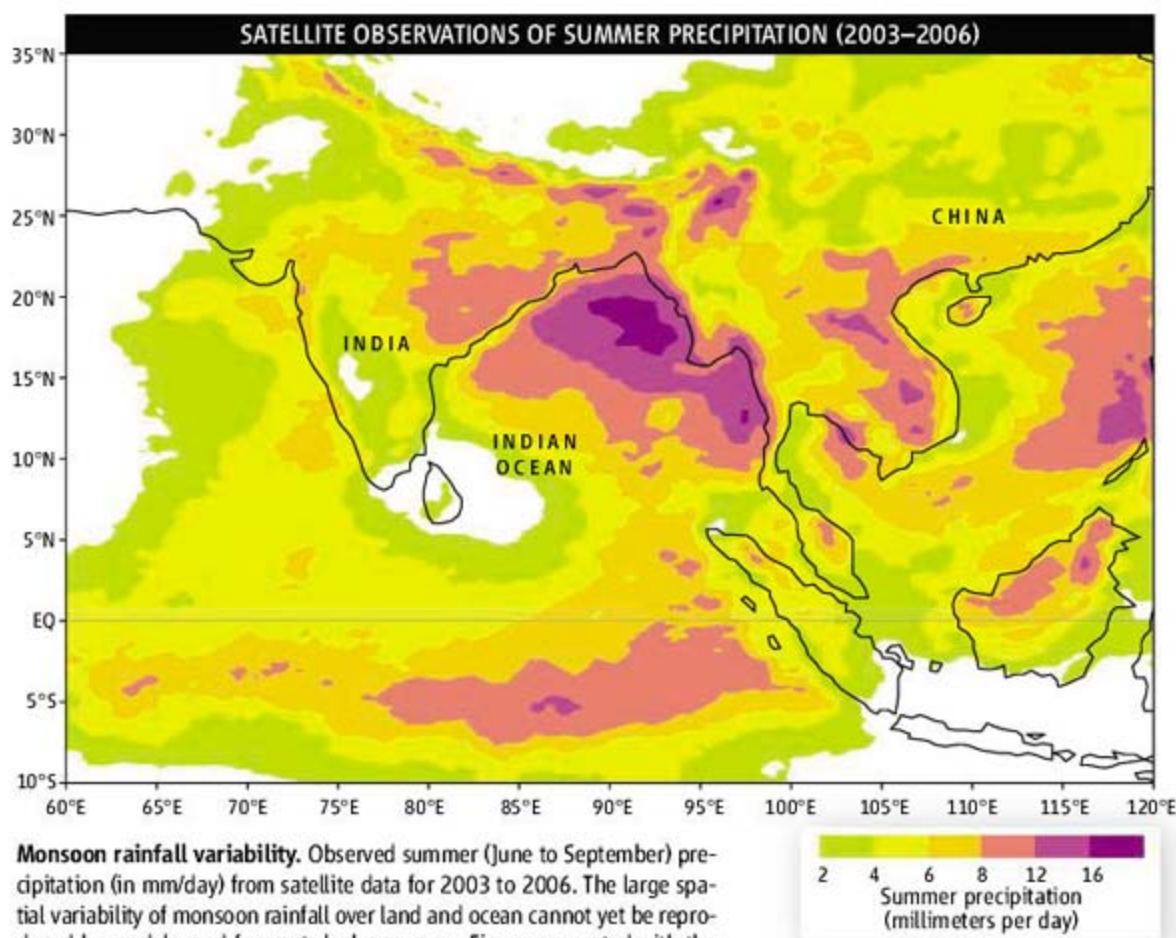 SATELLITE OBSERVATIONS OF SUMMER PRECIPITATION (2003–2006)
35°N
30°N
25°N
20°N
15°N
10°N
5°N
EQ
5°S
10°S
CHINA
INDIA
INDIAN
OCEAN
60°E 65°E 70°E 75°E 80°E 85°E 90°E 95°E 100°E 105°E 110°E 115°E 120°E
2 4 6 8 12 16
Summer precipitation
(millimeters per day)
Monsoon rainfall variability. Observed summer (June to September) pre-
cipitation (in mm/day) from satellite data for 2003 to 2006. The large spa-
tial variability of monsoon rainfall over land and ocean cannot yet be repro-